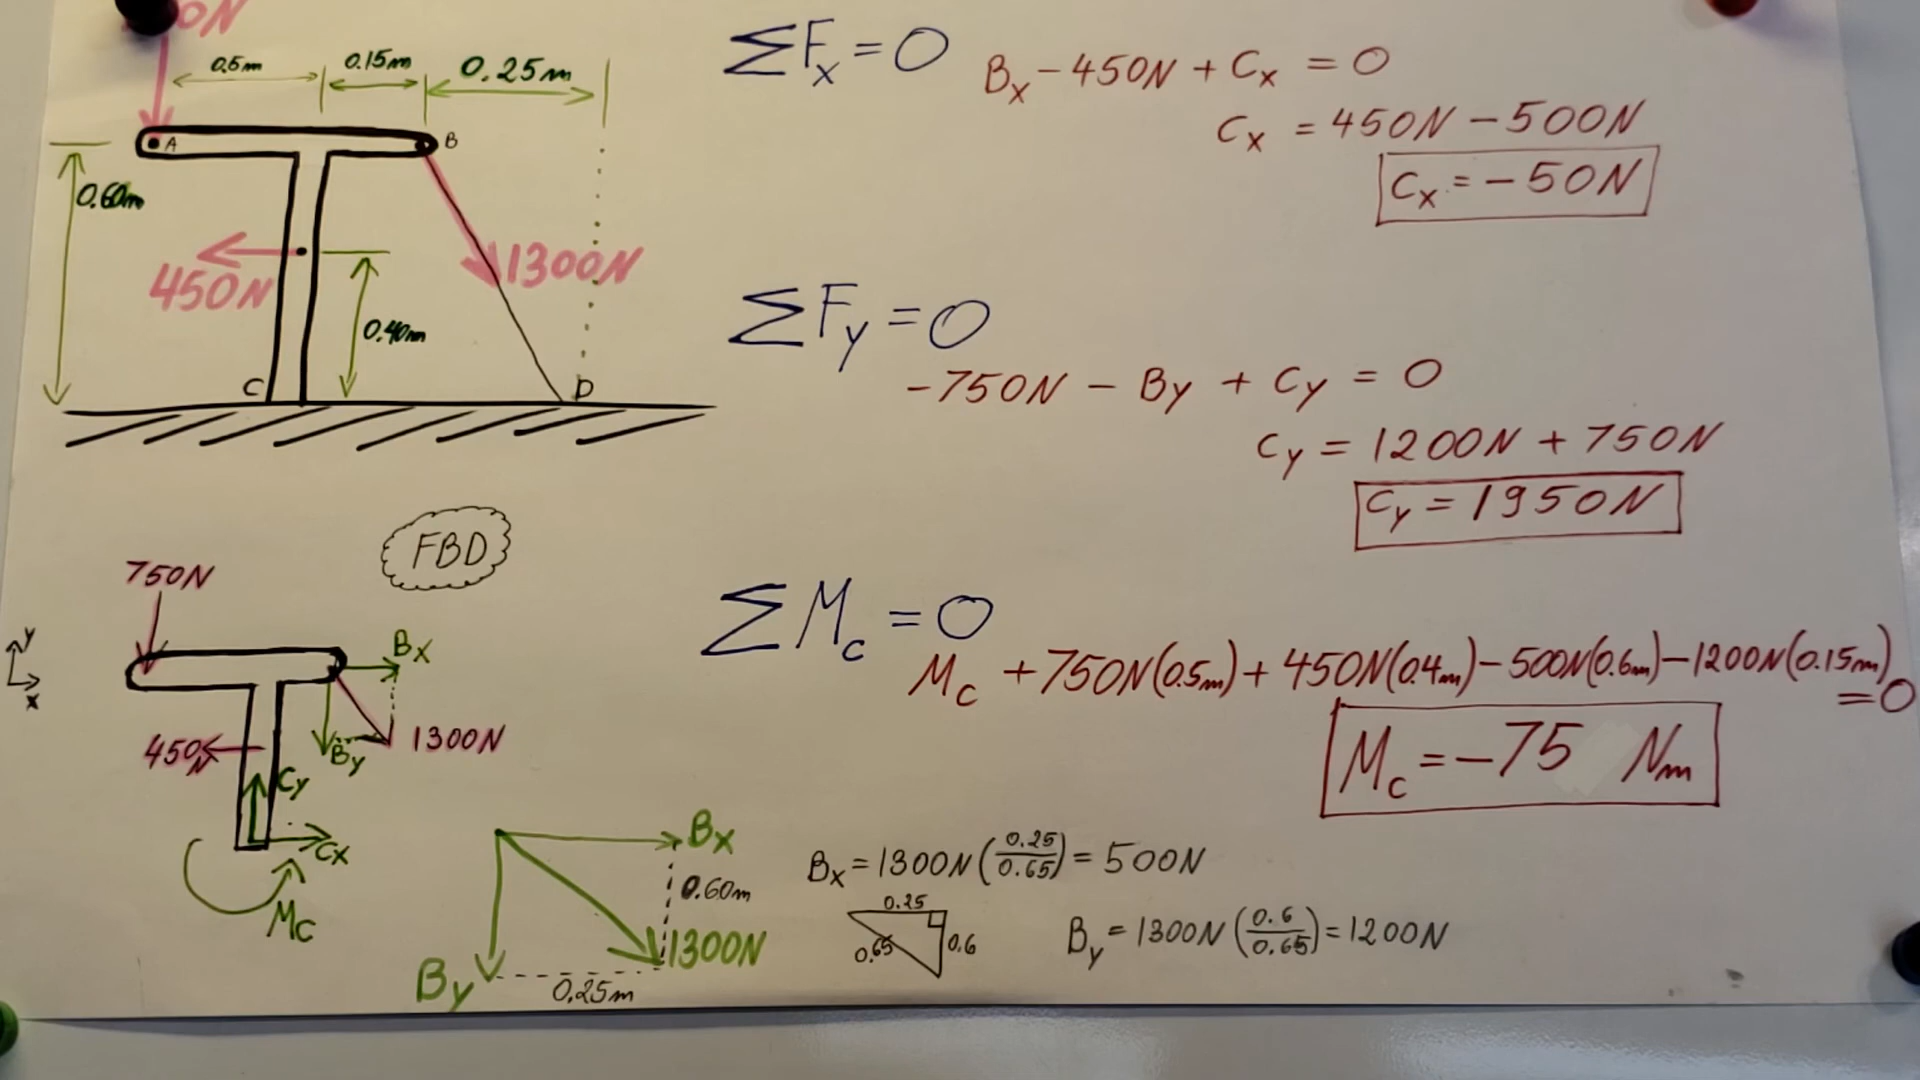 0N
0.5m 0.15m 0.25m
A B
0.60m
450N 1300N
0.40m
C D
FBD
750N
y
x
Bx
450N
By
1300N
Cy
Cx
Mc
ΣFx = 0
Bx - 450N + Cx = 0
Cx = 450N - 500N
Cx = -50N
ΣFy = 0
-750N - By + Cy = 0
Cy = 1200N + 750N
Cy = 1950N
ΣMc = 0
Mc + 750N(0.5m) + 450N(0.4m) - 500N(0.6m) - 1200N(0.15m)
= 0
Mc = -75 Nm
Bx
0.60m
1300N
By
0.25m
Bx = 1300N (0.25/0.65) = 500N
0.25
0.65 0.6
By = 1300N (0.6/0.65) = 1200N